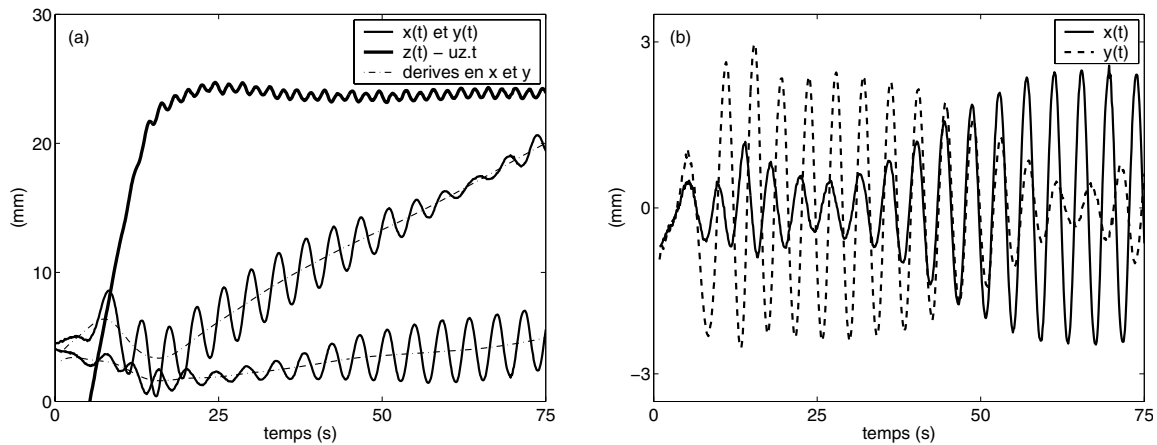 30
20
10
0
(mm)
(a)
x(t) et y(t)
z(t) − uz.t
derives en x et y
0 25 50 75
temps (s)
3
0
−3
(mm)
(b)
x(t)
y(t)
0 25 50 75
temps (s)